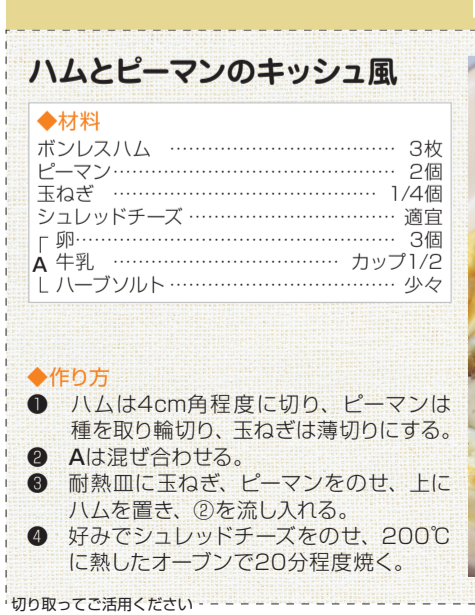 ハムとピーマンのキッシュ風
◆材料
ボンレスハム ………………………………… 3枚
ピーマン………………………………………… 2個
玉ねぎ ………………………………………… 1/4個
シュレッドチーズ ……………………………… 適宜
┌ 卵……………………………………………… 3個
A 牛乳 ………………………………… カップ1/2
└ ハーブソルト………………………………… 少々
◆作り方
❶ ハムは4cm角程度に切り、ピーマンは
種を取り輪切り、玉ねぎは薄切りにする。
❷ Aは混ぜ合わせる。
❸ 耐熱皿に玉ねぎ、ピーマンをのせ、上に
ハムを置き、②を流し入れる。
❹ 好みでシュレッドチーズをのせ、200℃
に熱したオーブンで20分程度焼く。
切り取ってご活用ください